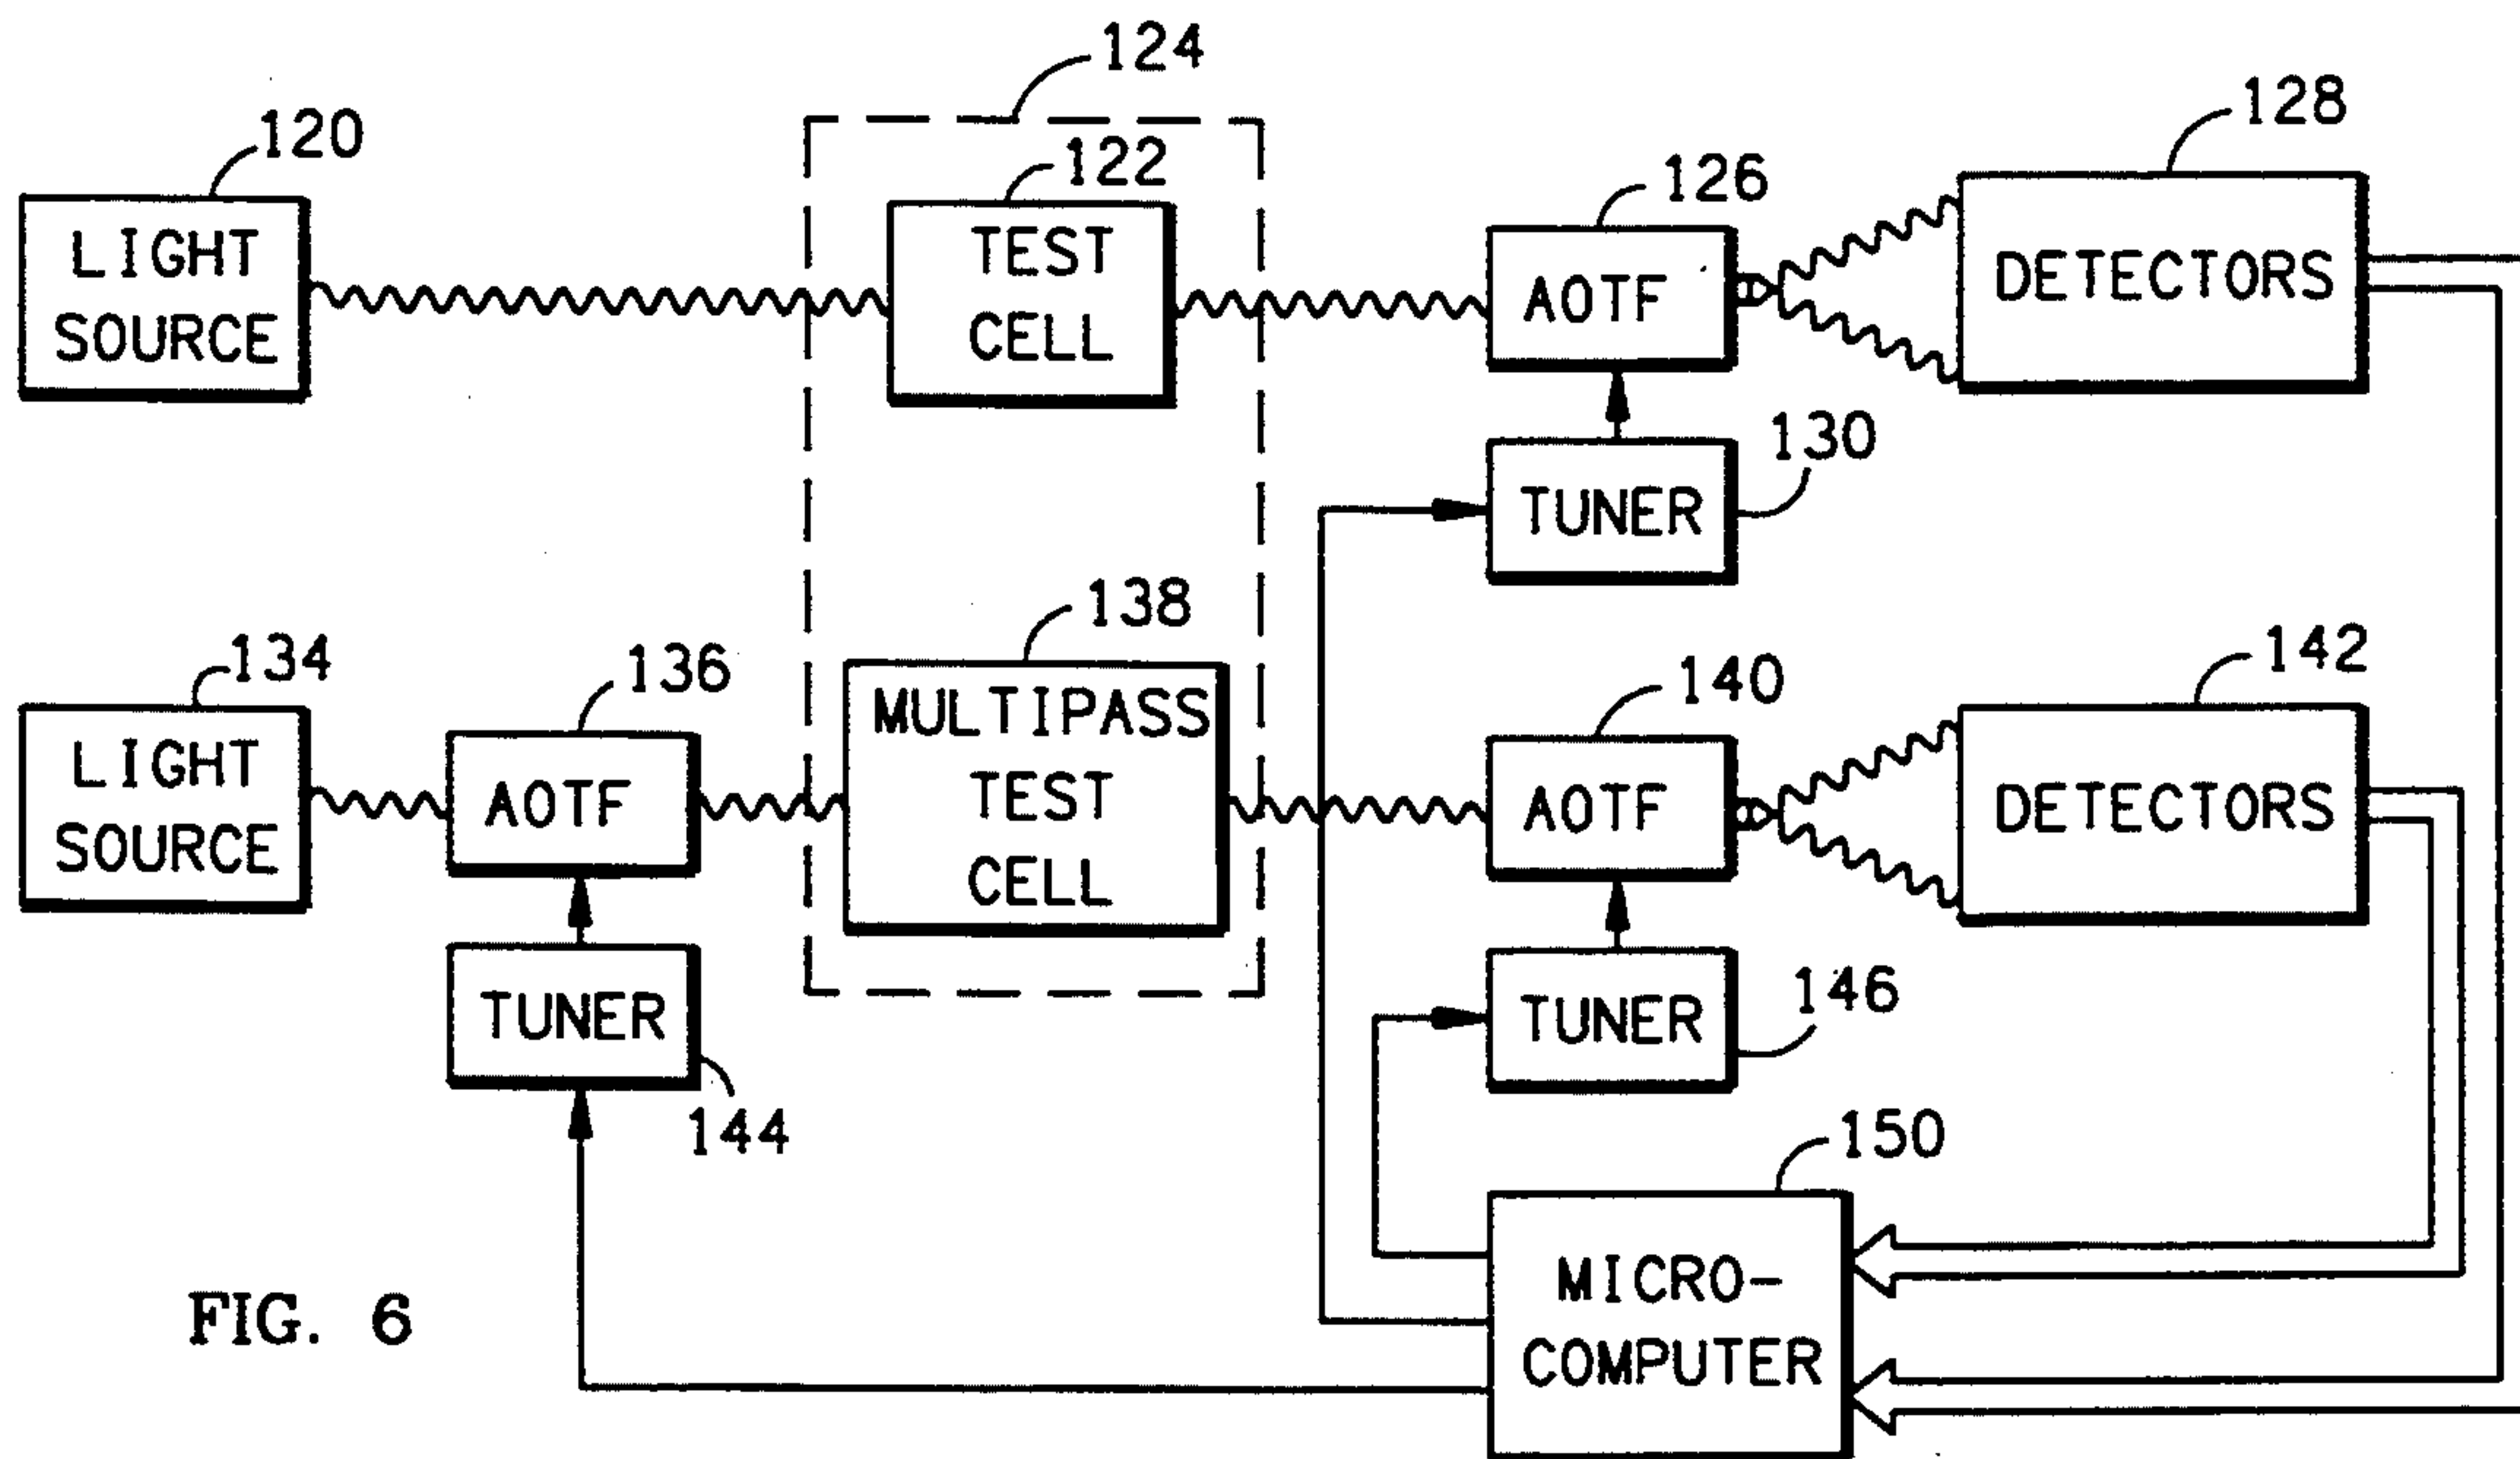 124
128
120
122
126
LIGHT
SOURCE
TEST
CELL
AOTF
DETECTORS
130
TUNER
138
134
136
140
142
LIGHT
SOURCE
AOTF
MULTIPASS
TEST
CELL
AOTF
DETECTORS
TUNER
144
TUNER
146
150
MICRO-
COMPUTER
FIG. 6